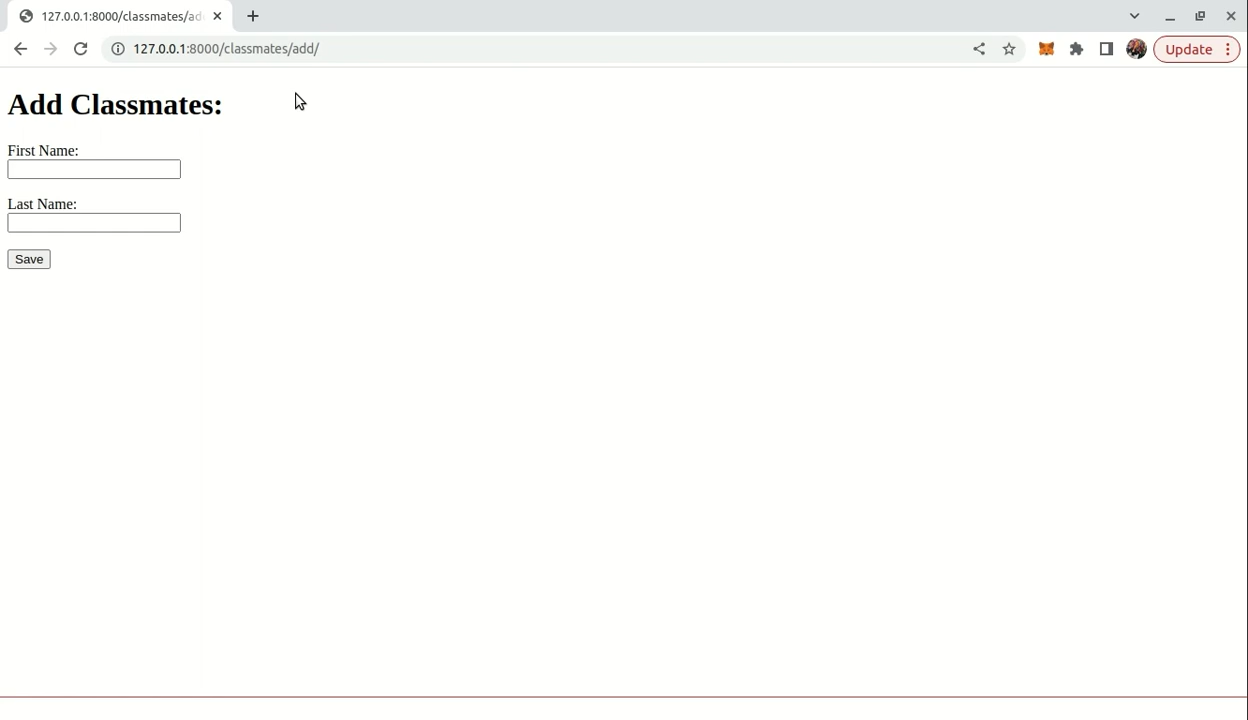 127.0.0.1:8000/classmates/add
127.0.0.1:8000/classmates/add/
Update
Add Classmates:
First Name:
Last Name:
Save